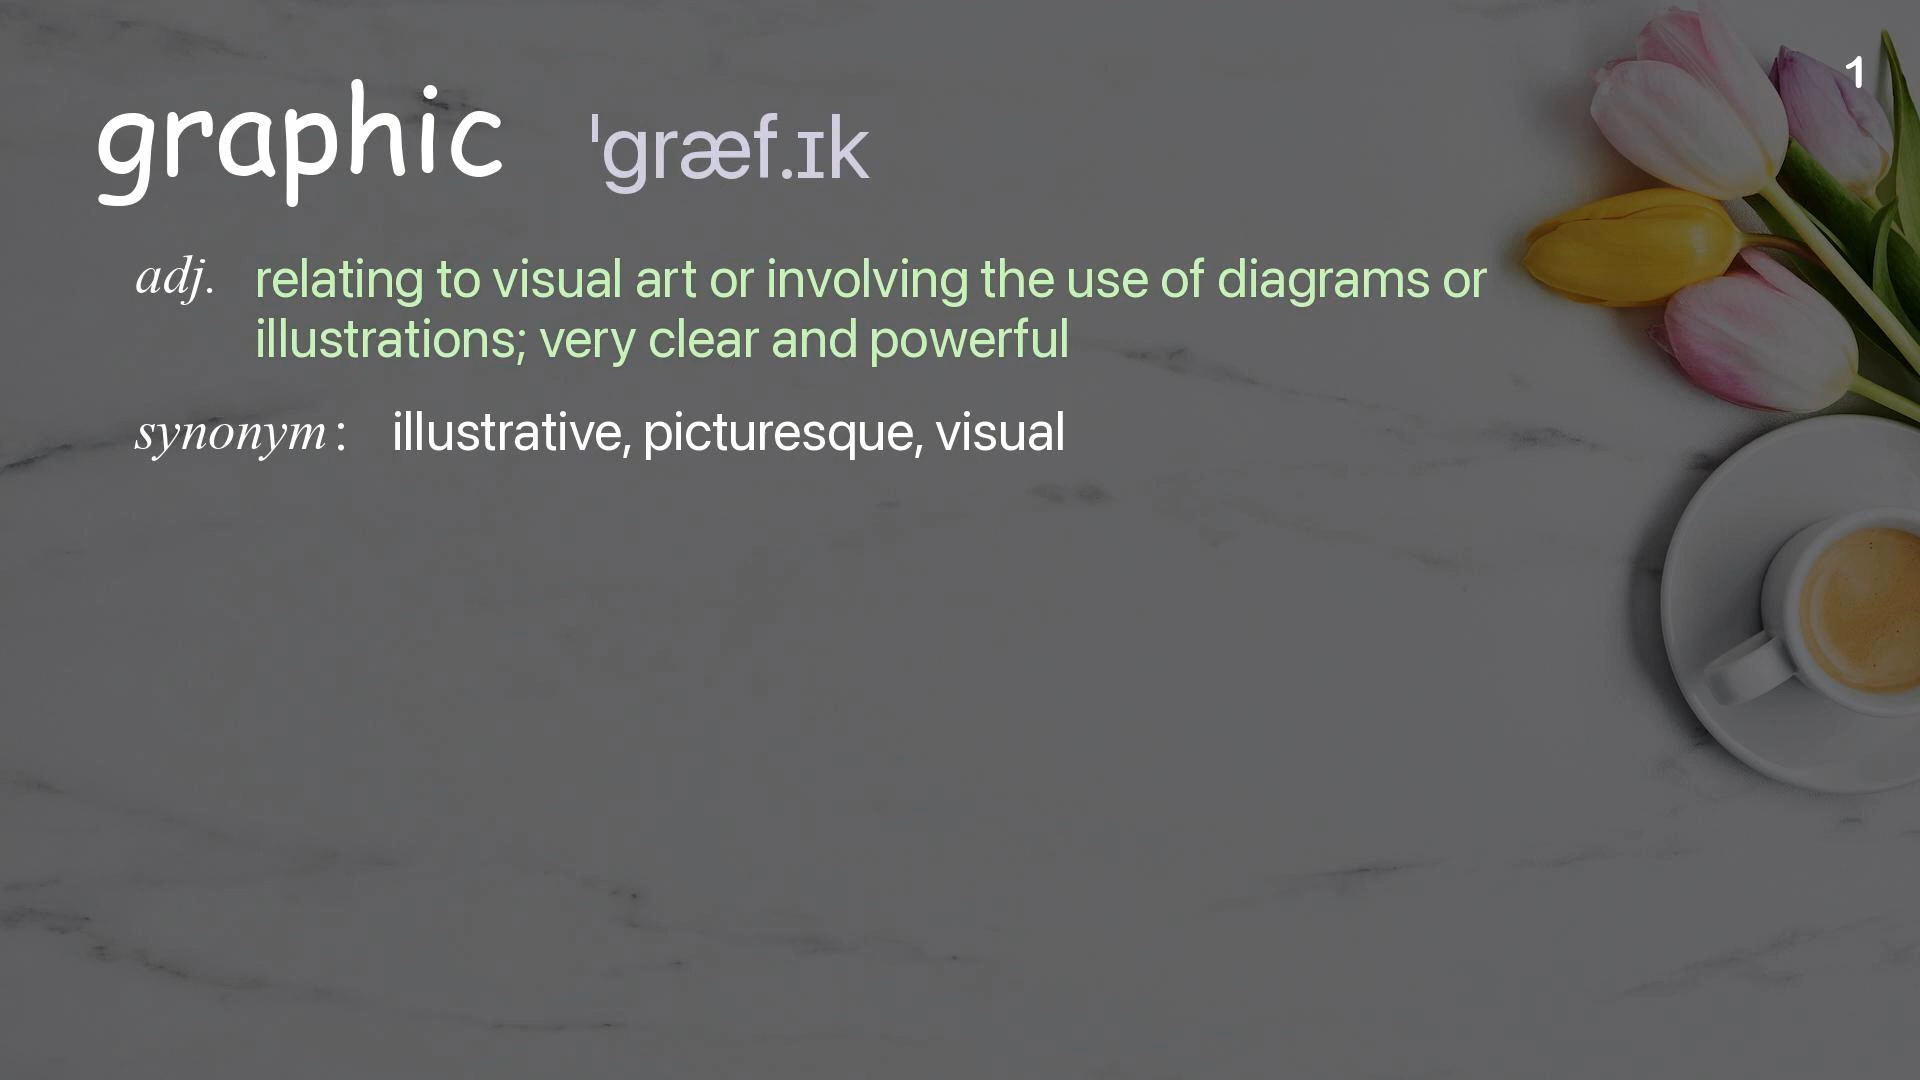 1
graphic ˈɡræf.ɪk
adj. relating to visual art or involving the use of diagrams or
illustrations; very clear and powerful
synonym : illustrative, picturesque, visual